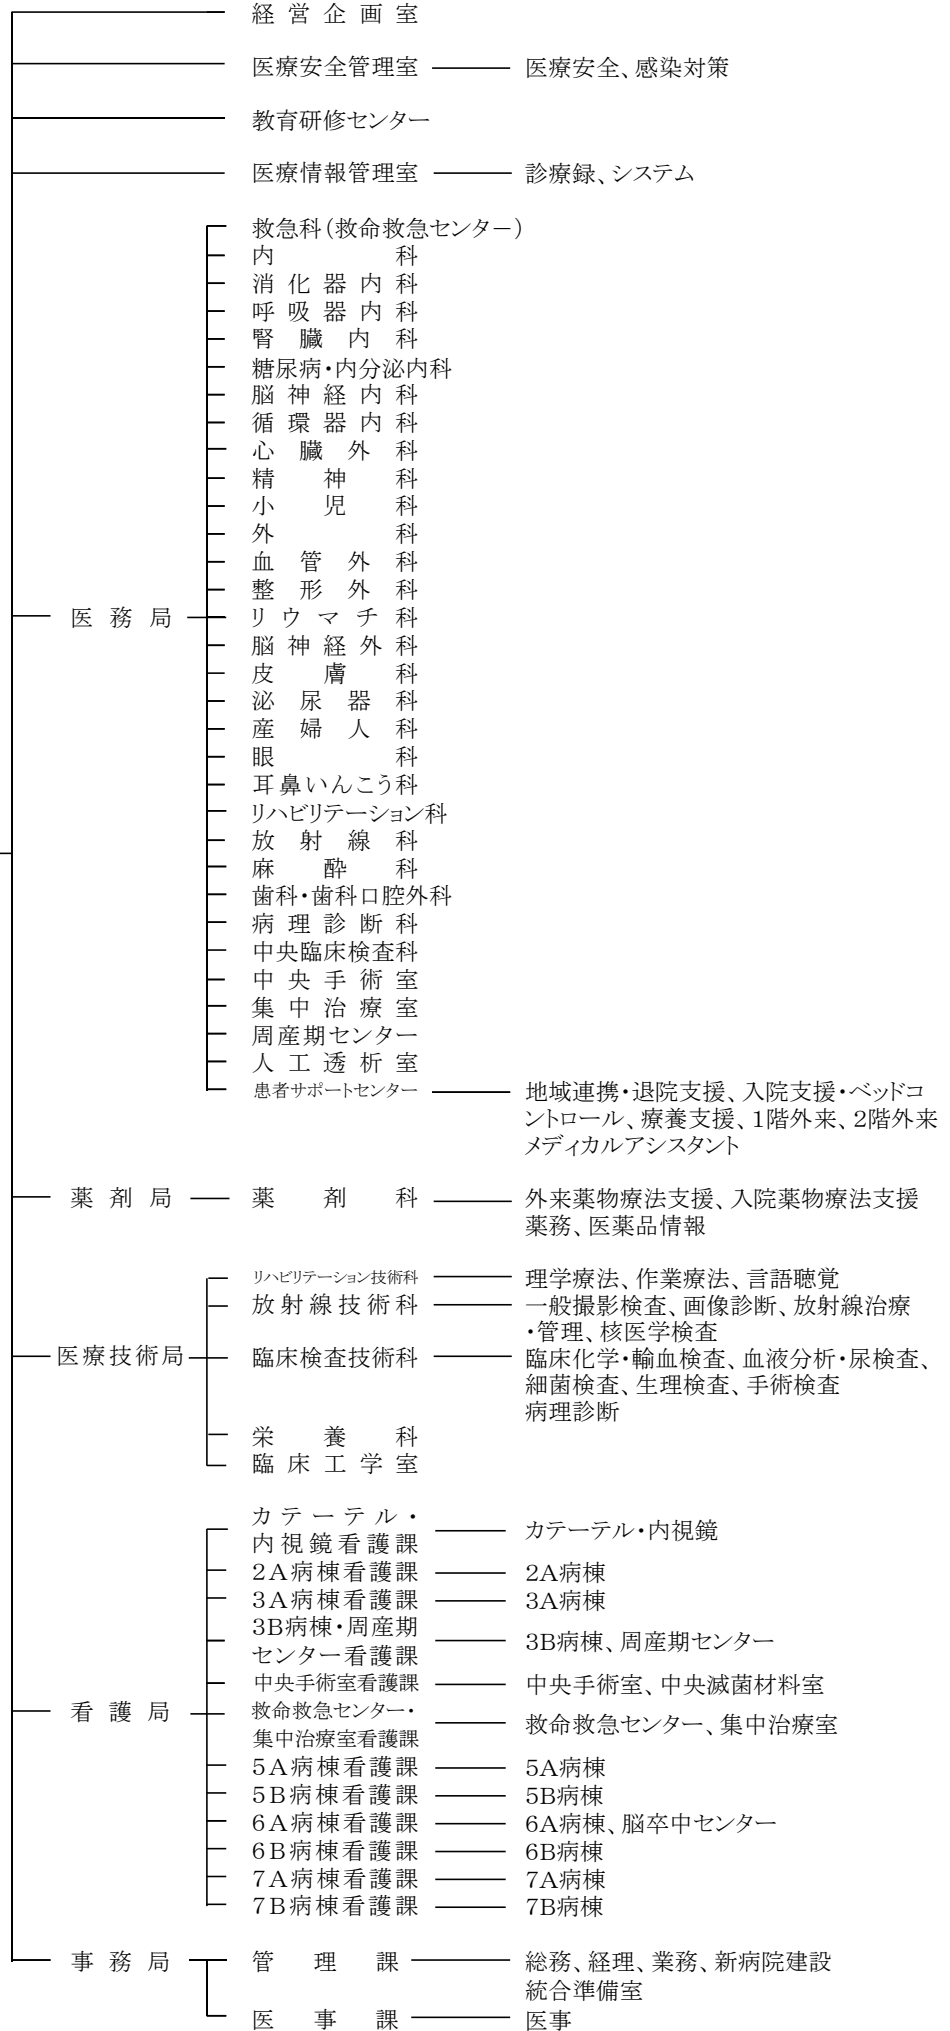 経営企画室
医療安全管理室 医療安全、感染対策
教育研修センター
医療情報管理室 診療録、システム
救急科（救命救急センター）
内科
消化器内科
呼吸器内科
腎臓内科
糖尿病・内分泌内科
脳神経内科
循環器内科
心臓外科
精神科
小児科
外科
血管外科
整形外科
医務局 リウマチ科
脳神経外科
皮膚科
泌尿器科
産婦人科
眼科
耳鼻いんこう科
リハビリテーション科
放射線科
麻酔科
歯科・歯科口腔外科
病理診断科
中央臨床検査科
中央手術室
集中治療室
周産期センター
人工透析室
患者サポートセンター 地域連携・退院支援、入院支援・ベッドコ
ントロール、療養支援、1階外来、2階外来
メディカルアシスタント
薬剤局 薬剤科 外来薬物療法支援、入院薬物療法支援
薬務、医薬品情報
リハビリテーション技術科 理学療法、作業療法、言語聴覚
放射線技術科 一般撮影検査、画像診断、放射線治療
・管理、核医学検査
医療技術局 臨床検査技術科 臨床化学・輸血検査、血液分析・尿検査、
細菌検査、生理検査、手術検査
病理診断
栄養科
臨床工学室
カテーテル・
内視鏡看護課 カテーテル・内視鏡
2A病棟看護課 2A病棟
3A病棟看護課 3A病棟
3B病棟・周産期
センター看護課 3B病棟、周産期センター
中央手術室看護課 中央手術室、中央滅菌材料室
看護局 救命救急センター・
集中治療室看護課 救命救急センター、集中治療室
5A病棟看護課 5A病棟
5B病棟看護課 5B病棟
6A病棟看護課 6A病棟、脳卒中センター
6B病棟看護課 6B病棟
7A病棟看護課 7A病棟
7B病棟看護課 7B病棟
事務局 管理課 総務、経理、業務、新病院建設
統合準備室
医事課 医事